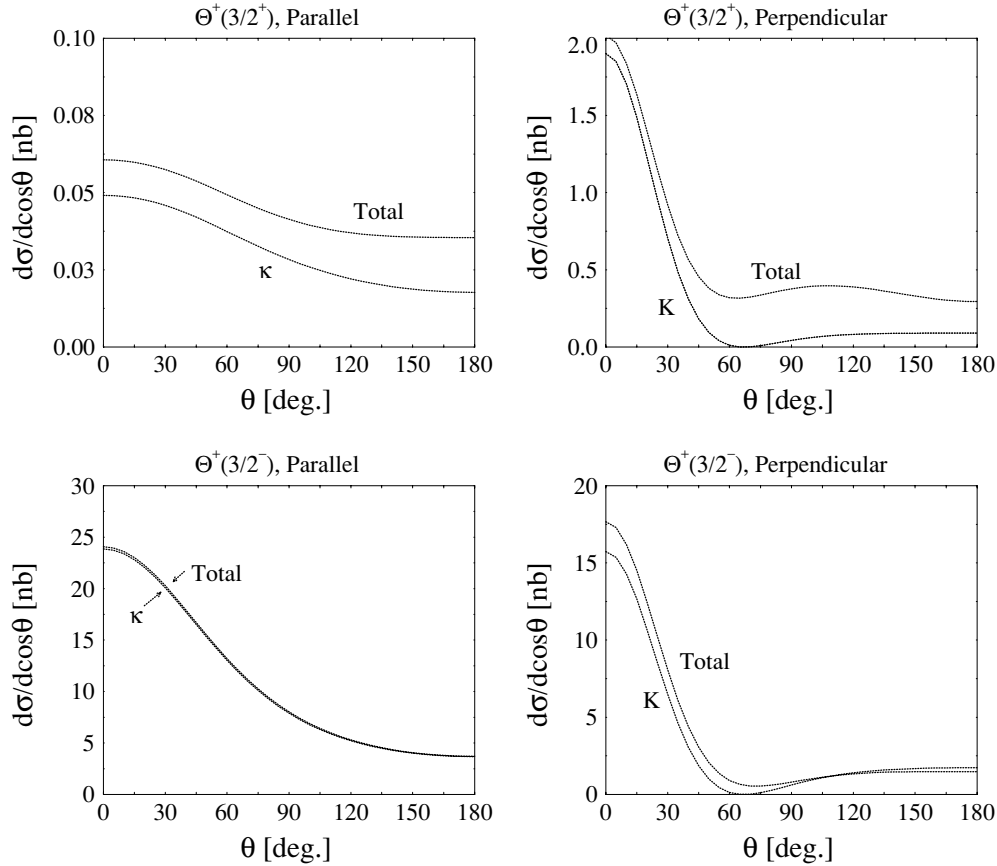 Θ⁺(3/2⁺), Parallel
dσ/dcosθ [nb]
0.10
0.08
0.05
0.03
0.00
Total
κ
0 30 60 90 120 150 180
θ [deg.]
Θ⁺(3/2⁺), Perpendicular
dσ/dcosθ [nb]
2.0
1.5
1.0
0.5
0.0
Total
K
0 30 60 90 120 150 180
θ [deg.]
Θ⁺(3/2⁻), Parallel
dσ/dcosθ [nb]
30
25
20
15
10
5
0
Total
κ
0 30 60 90 120 150 180
θ [deg.]
Θ⁺(3/2⁻), Perpendicular
dσ/dcosθ [nb]
20
15
10
5
0
Total
K
0 30 60 90 120 150 180
θ [deg.]